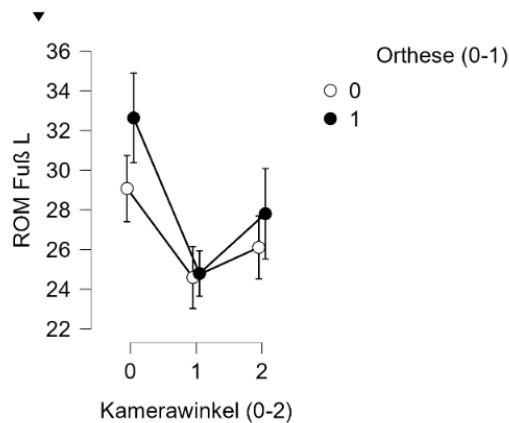 Orthese (0-1)
0
1
36
34
32
30
28
26
24
22
ROM Fuß L
0 1 2
Kamerawinkel (0-2)